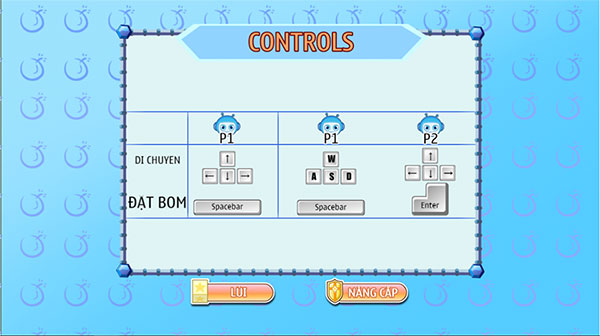 CONTROLS
P1 P1 P2
DI CHUYEN ↑ W ↑
← ↓ → A S D ← ↓ →
ĐẠT BOM Spacebar Spacebar Enter
LUI NÂNG CẤP